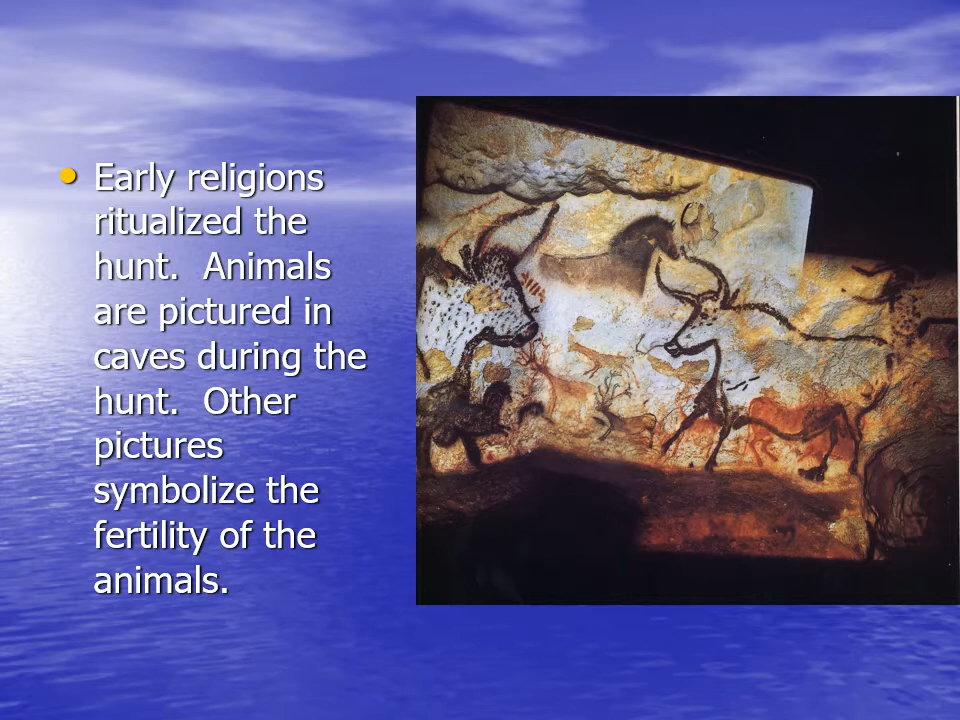 • Early religions
ritualized the
hunt.  Animals
are pictured in
caves during the
hunt.  Other
pictures
symbolize the
fertility of the
animals.